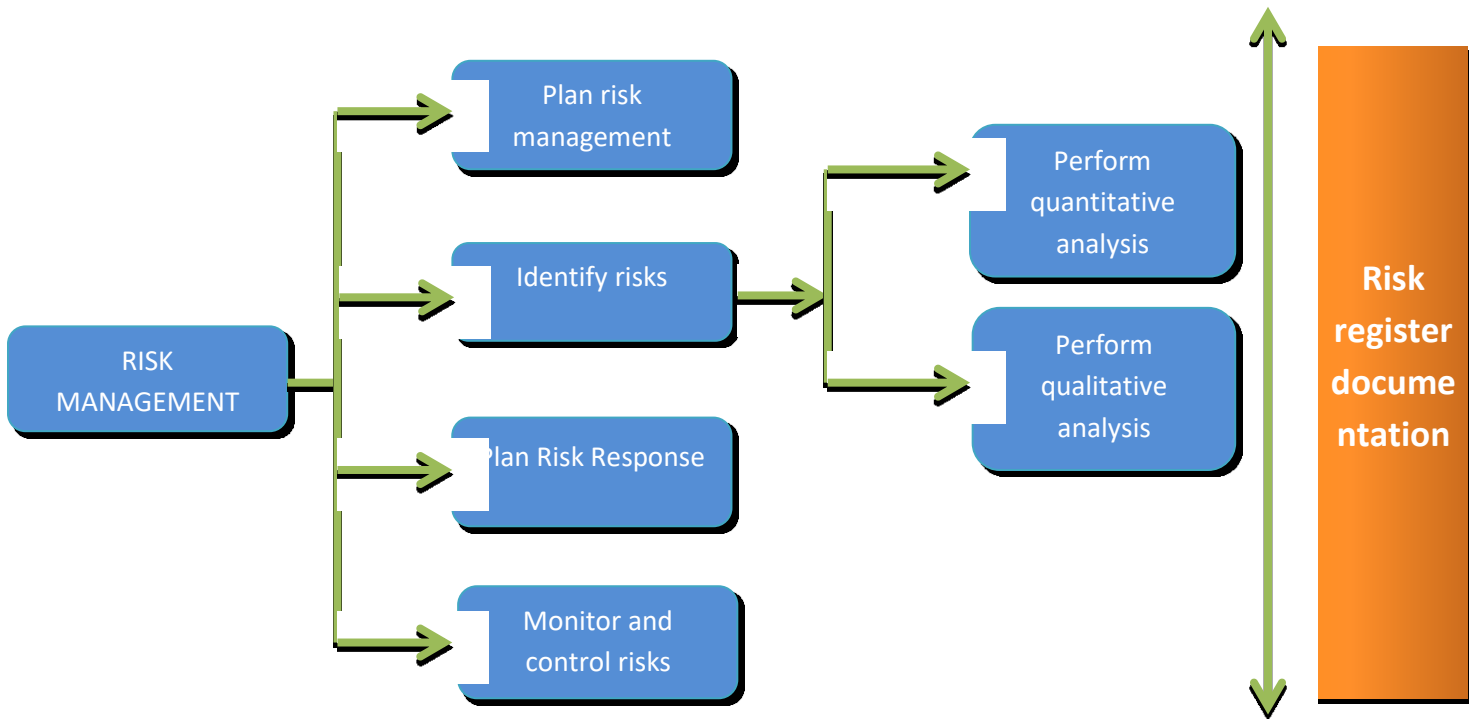 Plan risk
management
Identify risks
RISK
MANAGEMENT
Plan Risk Response
Monitor and
control risks
Perform
quantitative
analysis
Perform
qualitative
analysis
Risk
register
docume
ntation